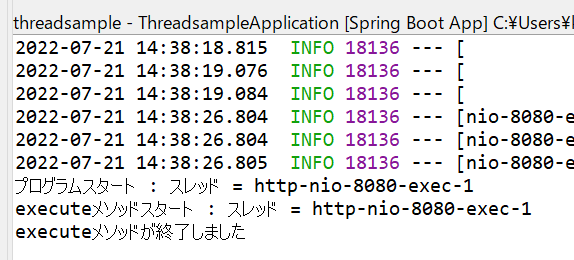 threadsample - ThreadsampleApplication [Spring Boot App] C:¥Users¥
2022-07-21 14:38:18.815  INFO 18136 --- [
2022-07-21 14:38:19.076  INFO 18136 --- [
2022-07-21 14:38:19.084  INFO 18136 --- [
2022-07-21 14:38:26.804  INFO 18136 --- [nio-8080-e
2022-07-21 14:38:26.804  INFO 18136 --- [nio-8080-e
2022-07-21 14:38:26.805  INFO 18136 --- [nio-8080-e
プログラムスタート : スレッド = http-nio-8080-exec-1
executeメソッドスタート : スレッド = http-nio-8080-exec-1
executeメソッドが終了しました